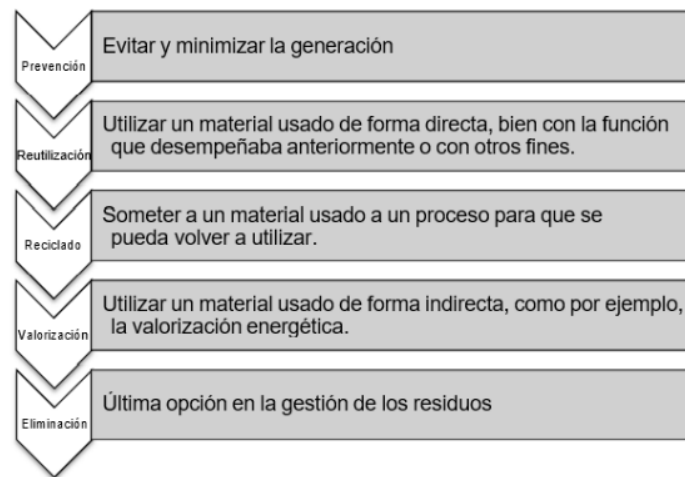 Prevención
Evitar y minimizar la generación
Reutilización
Utilizar un material usado de forma directa, bien con la función
que desempeñaba anteriormente o con otros fines.
Reciclado
Someter a un material usado a un proceso para que se
pueda volver a utilizar.
Valorización
Utilizar un material usado de forma indirecta, como por ejemplo,
la valorización energética.
Eliminación
Última opción en la gestión de los residuos